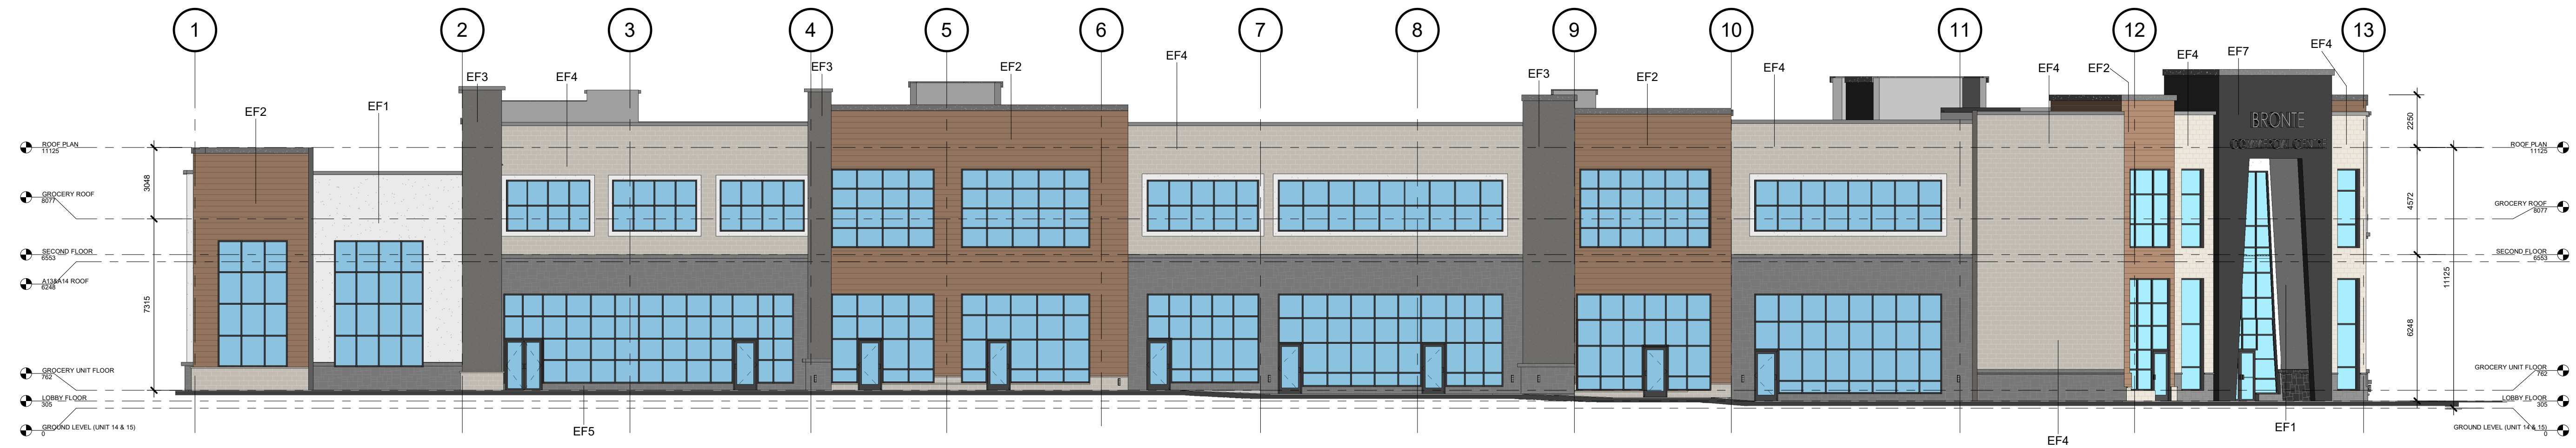 1 2 3 4 5 6 7 8 9 10 11 12 13
EF3 EF4 EF3 EF2 EF4 EF3 EF2 EF4 EF4 EF2 EF4 EF7 EF4
EF2 EF1
BRONTE
ROOF PLAN
11125
GROCERY ROOF
8077
SECOND FLOOR
6553
A13&A14 ROOF
6248
GROCERY UNIT FLOOR
762
LOBBY FLOOR
305
GROUND LEVEL (UNIT 14 & 15)
0
3048
7315
EF5
EF4
EF1
2250
4572
6248
11125
ROOF PLAN
11125
GROCERY ROOF
8077
SECOND FLOOR
6553
GROCERY UNIT FLOOR
762
LOBBY FLOOR
305
GROUND LEVEL (UNIT 14 & 15)
0